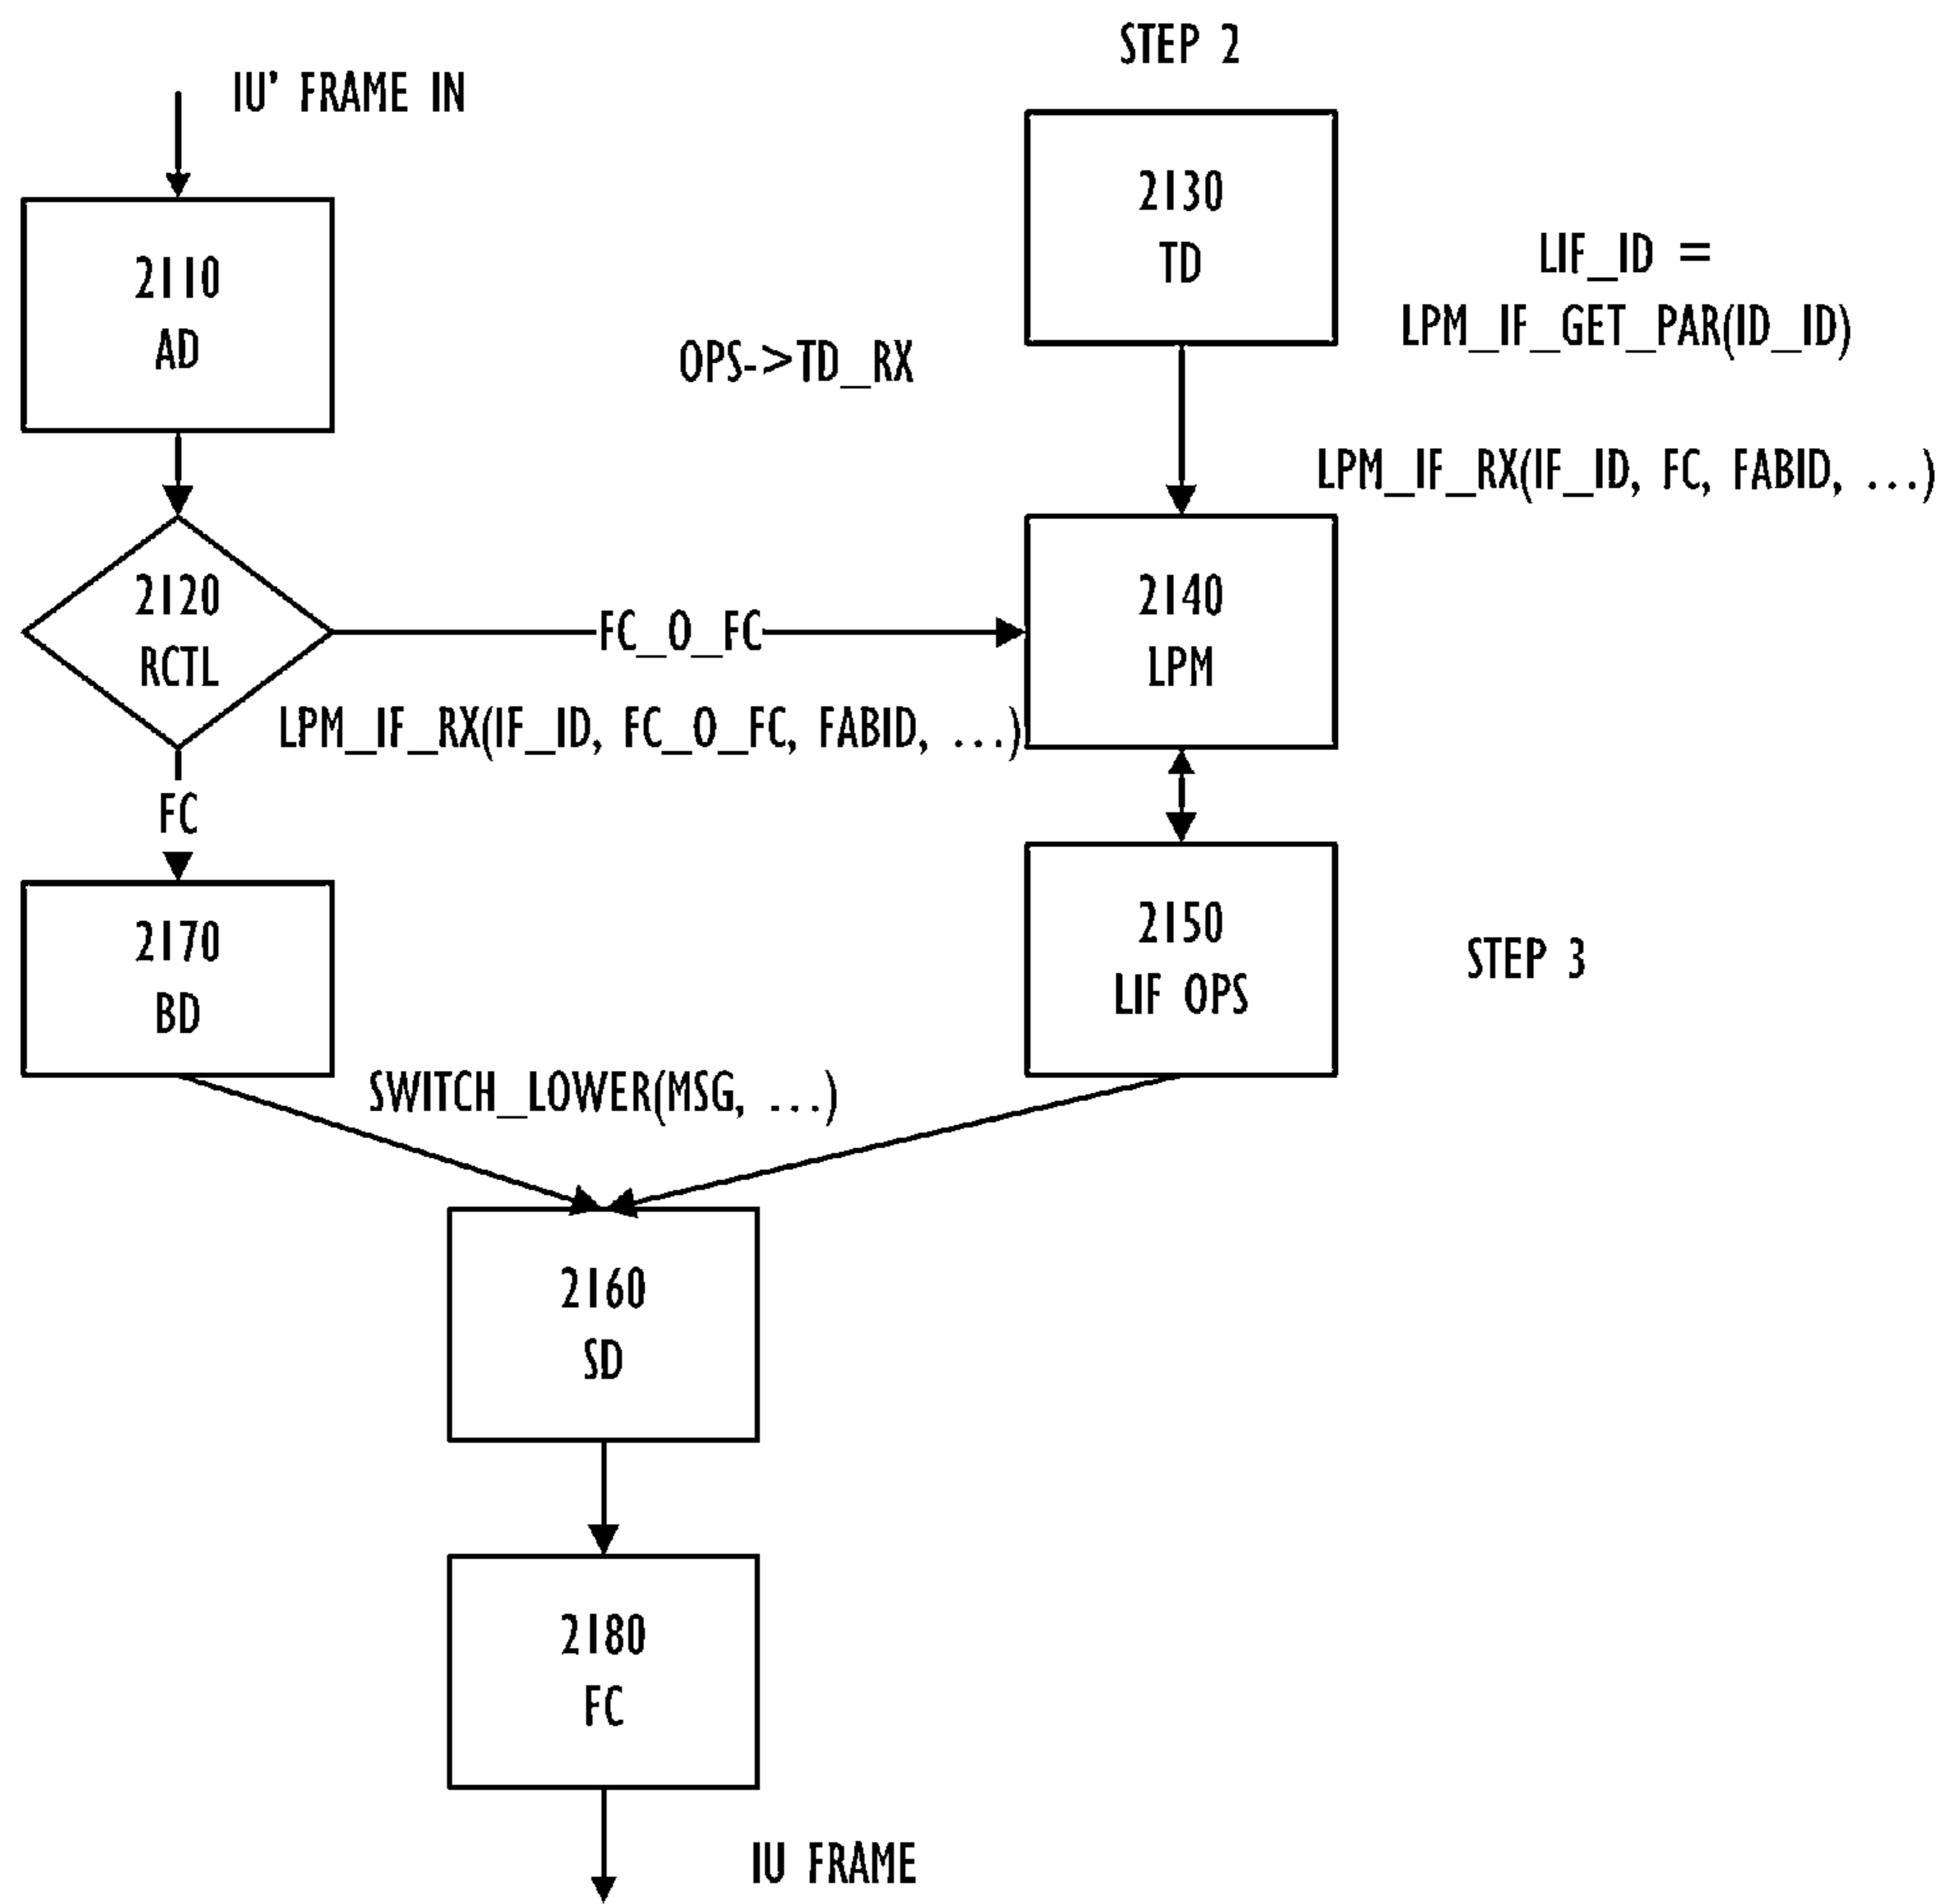 STEP 2
IU' FRAME IN
2110
AD
2130
TD
LIF_ID =
LPM_IF_GET_PAR(ID_ID)
OPS->TD_RX
LPM_IF_RX(IF_ID, FC, FABID, ...)
2120
RCTL
FC_O_FC
2140
LPM
LPM_IF_RX(IF_ID, FC_O_FC, FABID, ...)
FC
2170
BD
2150
LIF OPS
STEP 3
SWITCH_LOWER(MSG, ...)
2160
SD
2180
FC
IU FRAME